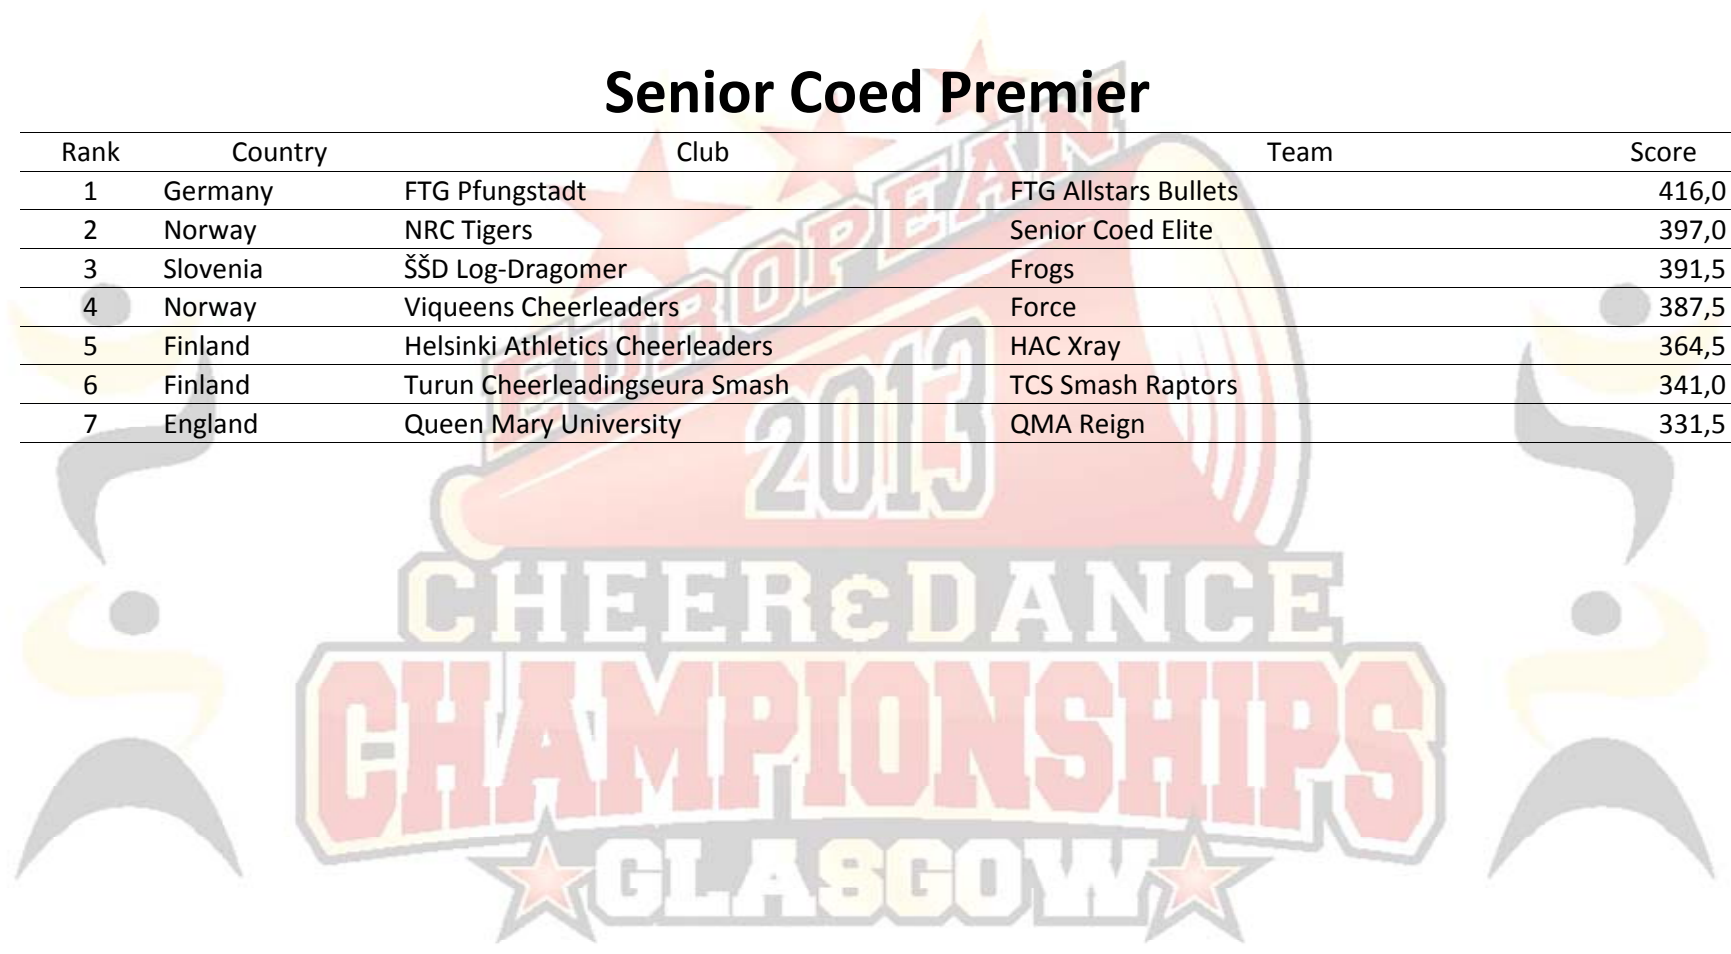 Senior Coed Premier
Rank Country Club Team Score
1 Germany FTG Pfungstadt FTG Allstars Bullets 416,0
2 Norway NRC Tigers Senior Coed Elite 397,0
3 Slovenia ŠŠD Log-Dragomer Frogs 391,5
4 Norway Viqueens Cheerleaders Force 387,5
5 Finland Helsinki Athletics Cheerleaders HAC Xray 364,5
6 Finland Turun Cheerleadingseura Smash TCS Smash Raptors 341,0
7 England Queen Mary University QMA Reign 331,5
EUROPEAN
2013
CHEER&DANCE
CHAMPIONSHIPS
GLASGOW